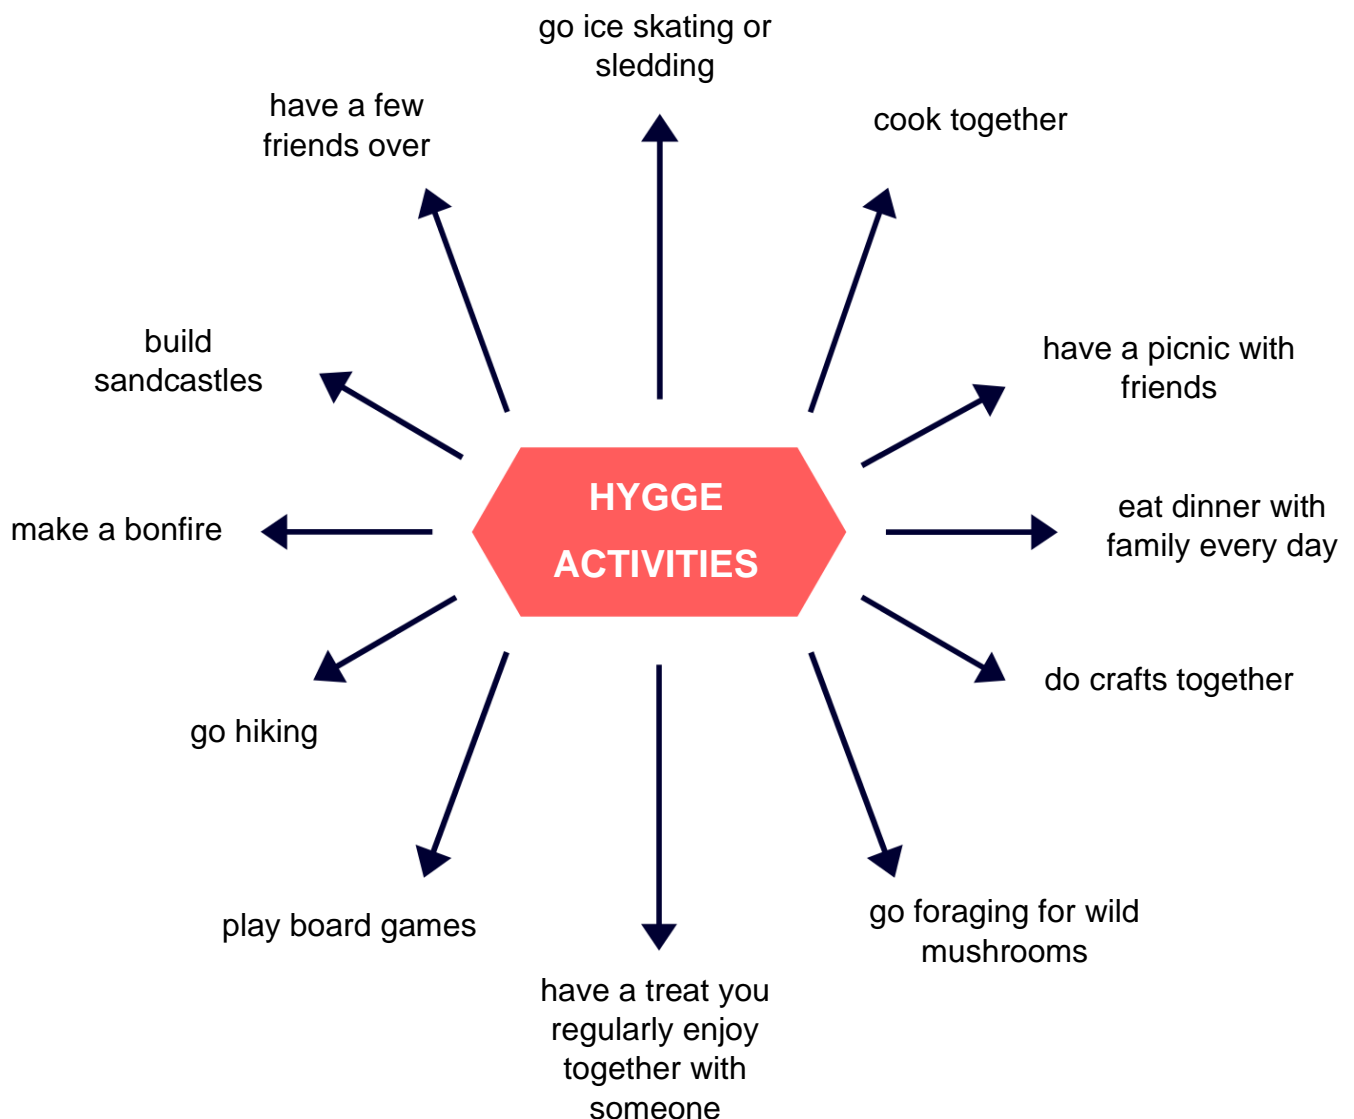 go ice skating or
sledding
have a few
friends over
cook together
build
sandcastles
have a picnic with
friends
HYGGE
ACTIVITIES
make a bonfire
eat dinner with
family every day
go hiking
do crafts together
play board games
go foraging for wild
mushrooms
have a treat you
regularly enjoy
together with
someone